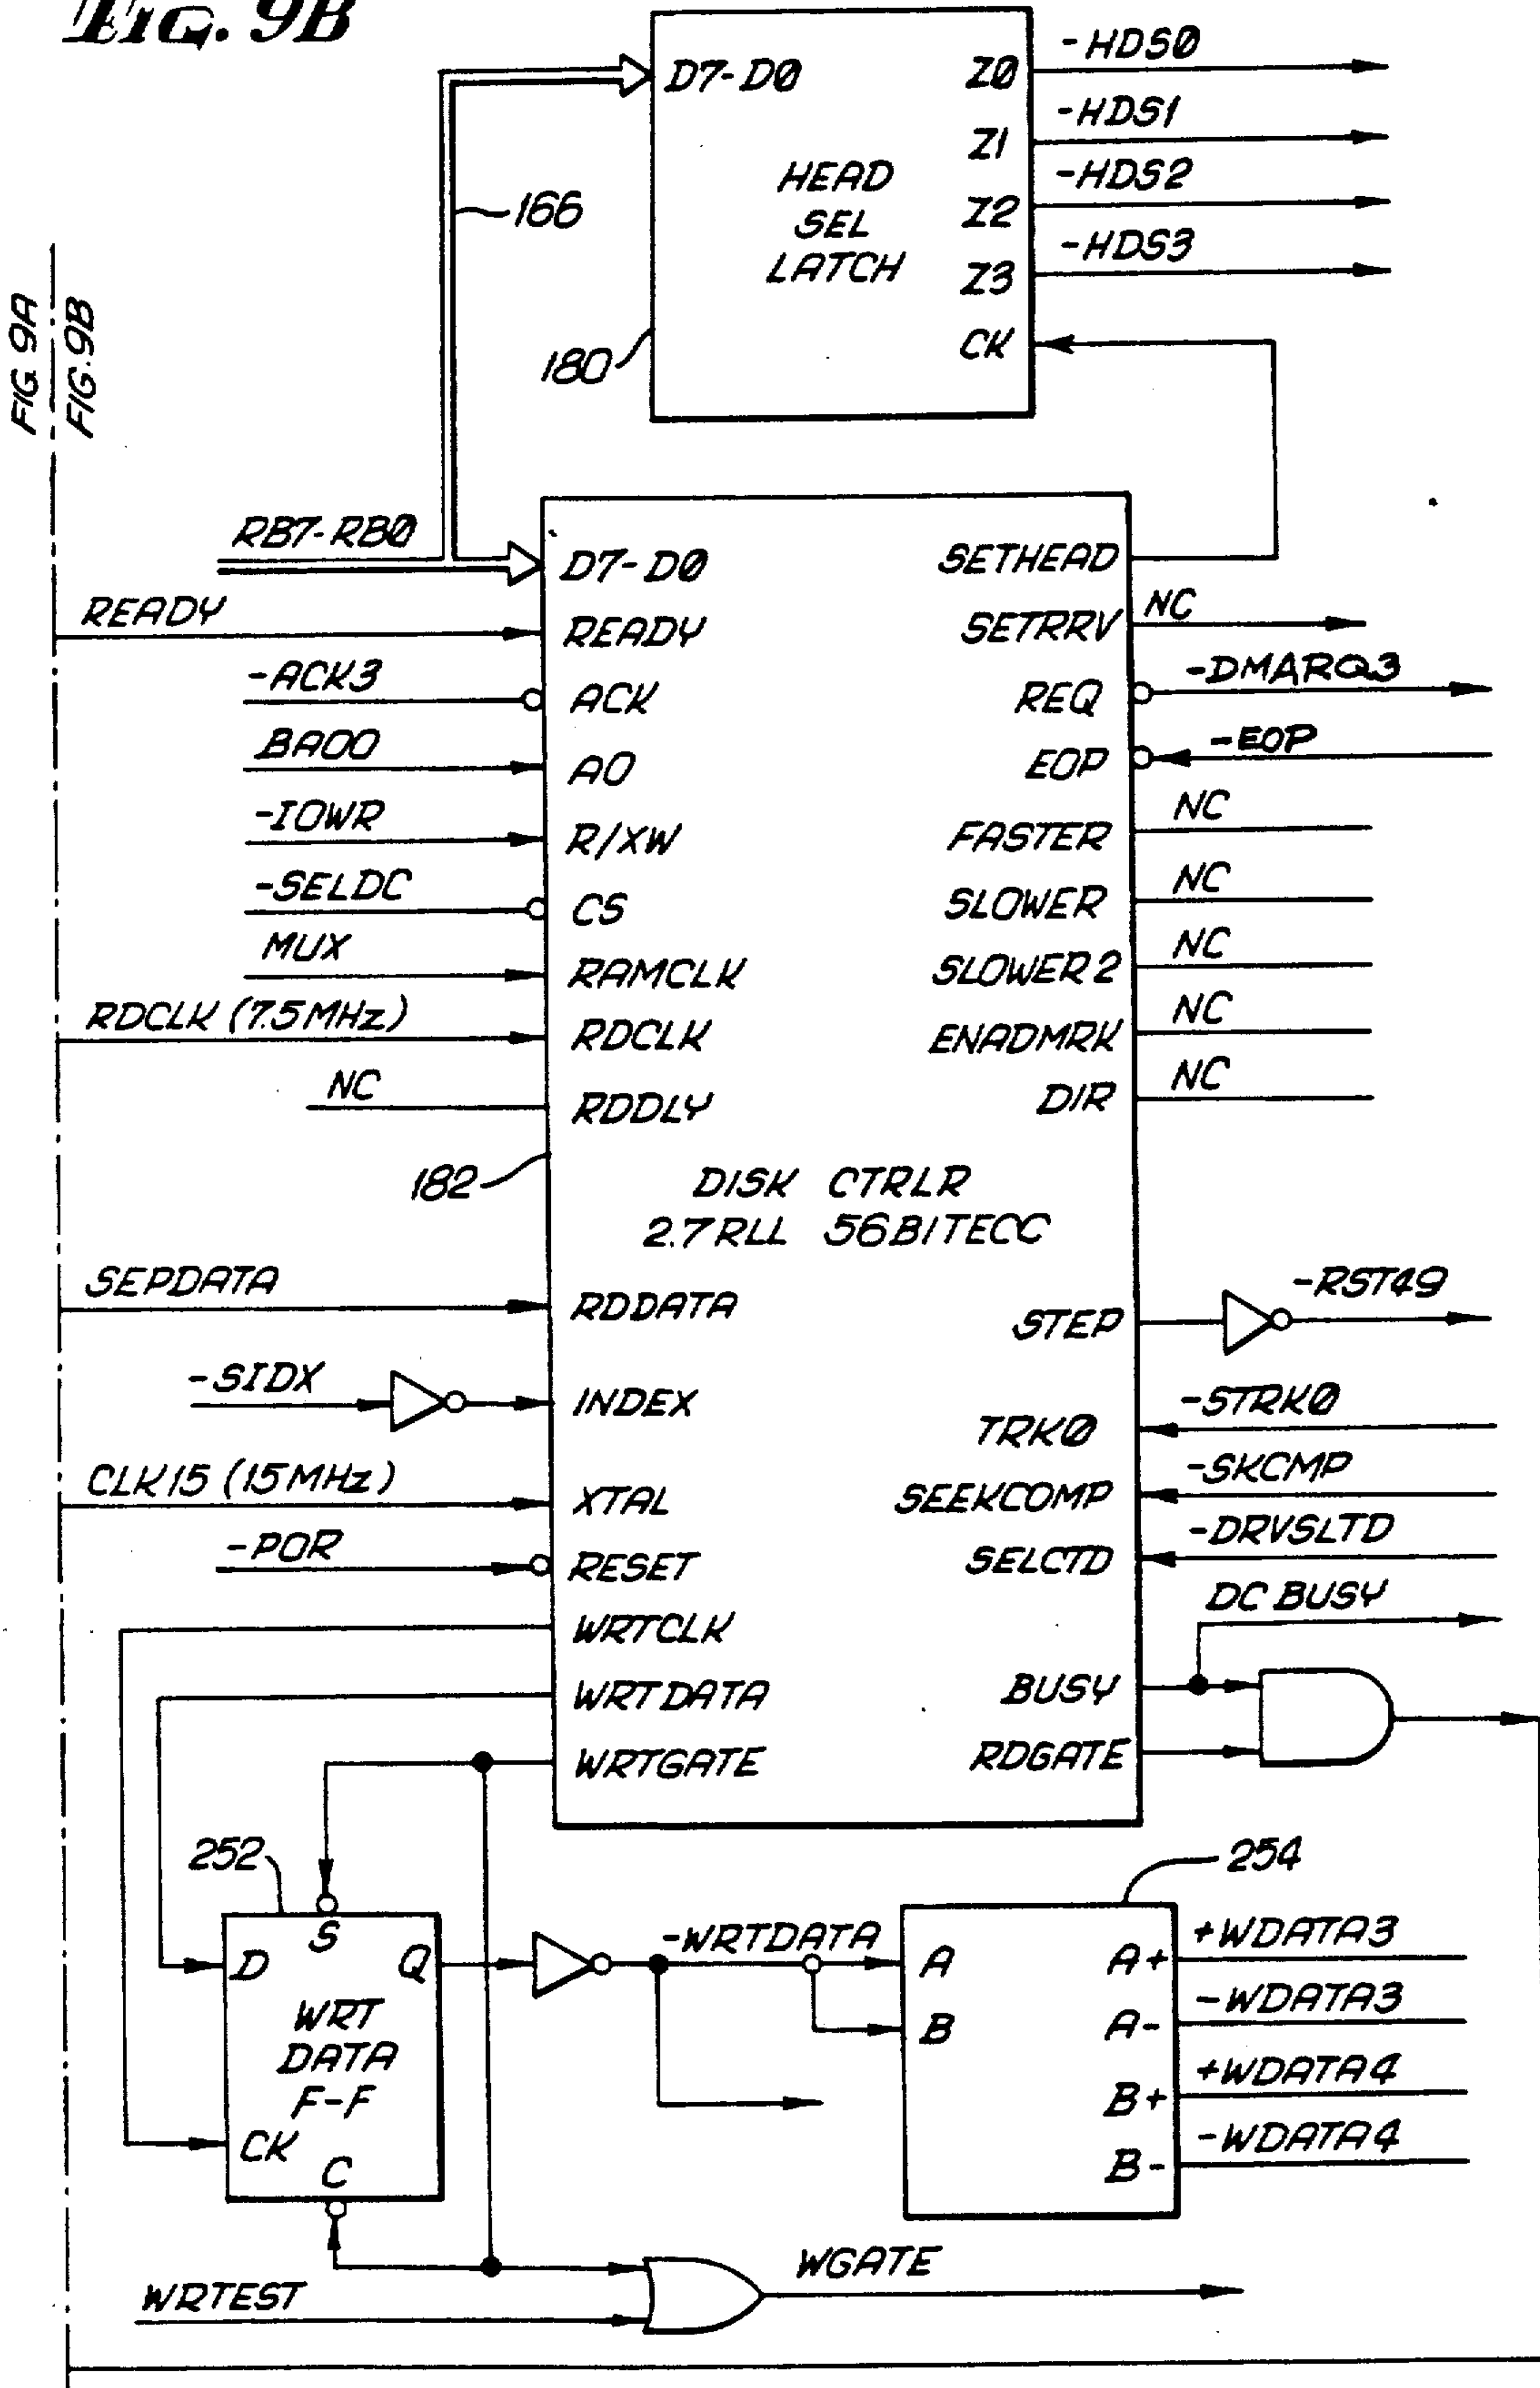 FIG. 9B
D7-D0
Z0
-HDS0
Z1
-HDS1
166
HEAD
SEL
LATCH
Z2
-HDS2
Z3
-HDS3
180
CK
FIG 9A
FIG. 9B
RB7-RB0
D7-D0
SETHEAD
READY
READY
SETRRV
NC
-ACK3
ACK
REQ
-DMARQ3
BA00
A0
EOP
-EOP
-IOWR
R/XW
FASTER
NC
-SELDC
CS
SLOWER
NC
MUX
RAMCLK
SLOWER2
NC
RDCLK (7.5MHz)
RDCLK
ENADMRK
NC
NC
RDDLY
DIR
NC
182
DISK CTRLR
2.7RLL 56BITECC
SEPDATA
RDDATA
STEP
-RST49
-SIDX
INDEX
TRK0
-STRK0
CLK15 (15MHz)
XTAL
SEEKCOMP
-SKCMP
-POR
RESET
SELCTD
-DRVSLTD
WRTCLK
DC BUSY
WRTDATA
BUSY
WRTGATE
RDGATE
252
254
S
D
Q
WRT
DATA
F-F
CK
C
-WRTDATA
A
B
A+
+WDATA3
A-
-WDATA3
B+
+WDATA4
B-
-WDATA4
WRTEST
WGATE